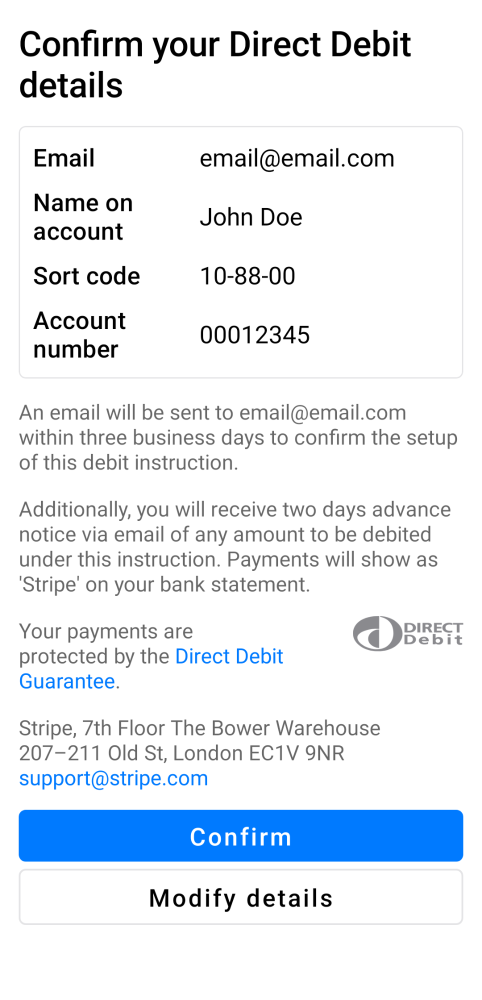 Confirm your Direct Debit
details
Email
email@email.com
Name on
account
John Doe
Sort code
10-88-00
Account
number
00012345
An email will be sent to email@email.com
within three business days to confirm the setup
of this debit instruction.
Additionally, you will receive two days advance
notice via email of any amount to be debited
under this instruction. Payments will show as
'Stripe' on your bank statement.
Your payments are
protected by the Direct Debit
Guarantee.
DIRECT
Debit
Stripe, 7th Floor The Bower Warehouse
207–211 Old St, London EC1V 9NR
support@stripe.com
Confirm
Modify details